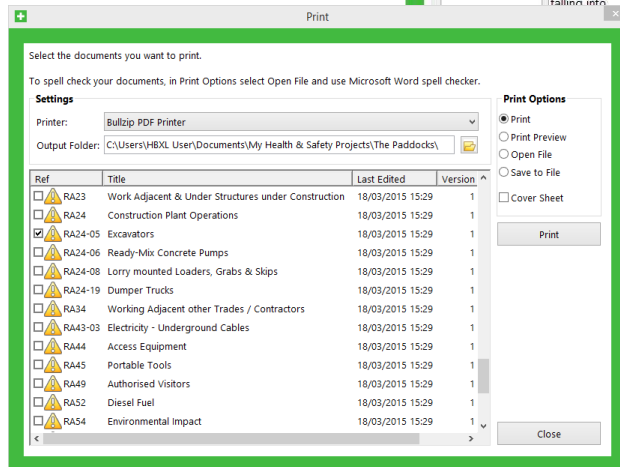 falling into
Print
Select the documents you want to print.
To spell check your documents, in Print Options select Open File and use Microsoft Word spell checker.
Settings
Printer: Bullzip PDF Printer
Output Folder: C:\Users\HBXL User\Documents\My Health & Safety Projects\The Paddocks\
Print Options
Print
Print Preview
Open File
Save to File
Cover Sheet
Print
Ref Title Last Edited Version
RA23 Work Adjacent & Under Structures under Construction 18/03/2015 15:29 1
RA24 Construction Plant Operations 18/03/2015 15:29 1
RA24-05 Excavators 18/03/2015 15:29 1
RA24-06 Ready-Mix Concrete Pumps 18/03/2015 15:29 1
RA24-08 Lorry mounted Loaders, Grabs & Skips 18/03/2015 15:29 1
RA24-19 Dumper Trucks 18/03/2015 15:29 1
RA34 Working Adjacent other Trades / Contractors 18/03/2015 15:29 1
RA43-03 Electricity - Underground Cables 18/03/2015 15:29 1
RA44 Access Equipment 18/03/2015 15:29 1
RA45 Portable Tools 18/03/2015 15:29 1
RA49 Authorised Visitors 18/03/2015 15:29 1
RA52 Diesel Fuel 18/03/2015 15:29 1
RA54 Environmental Impact 18/03/2015 15:29 1
Close